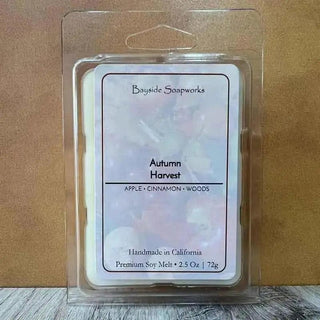 Bayside Soapworks
Autumn
Harvest
APPLE • CINNAMON • WOODS
Handmade in California
Premium Soy Melt • 2.5 Oz | 72g